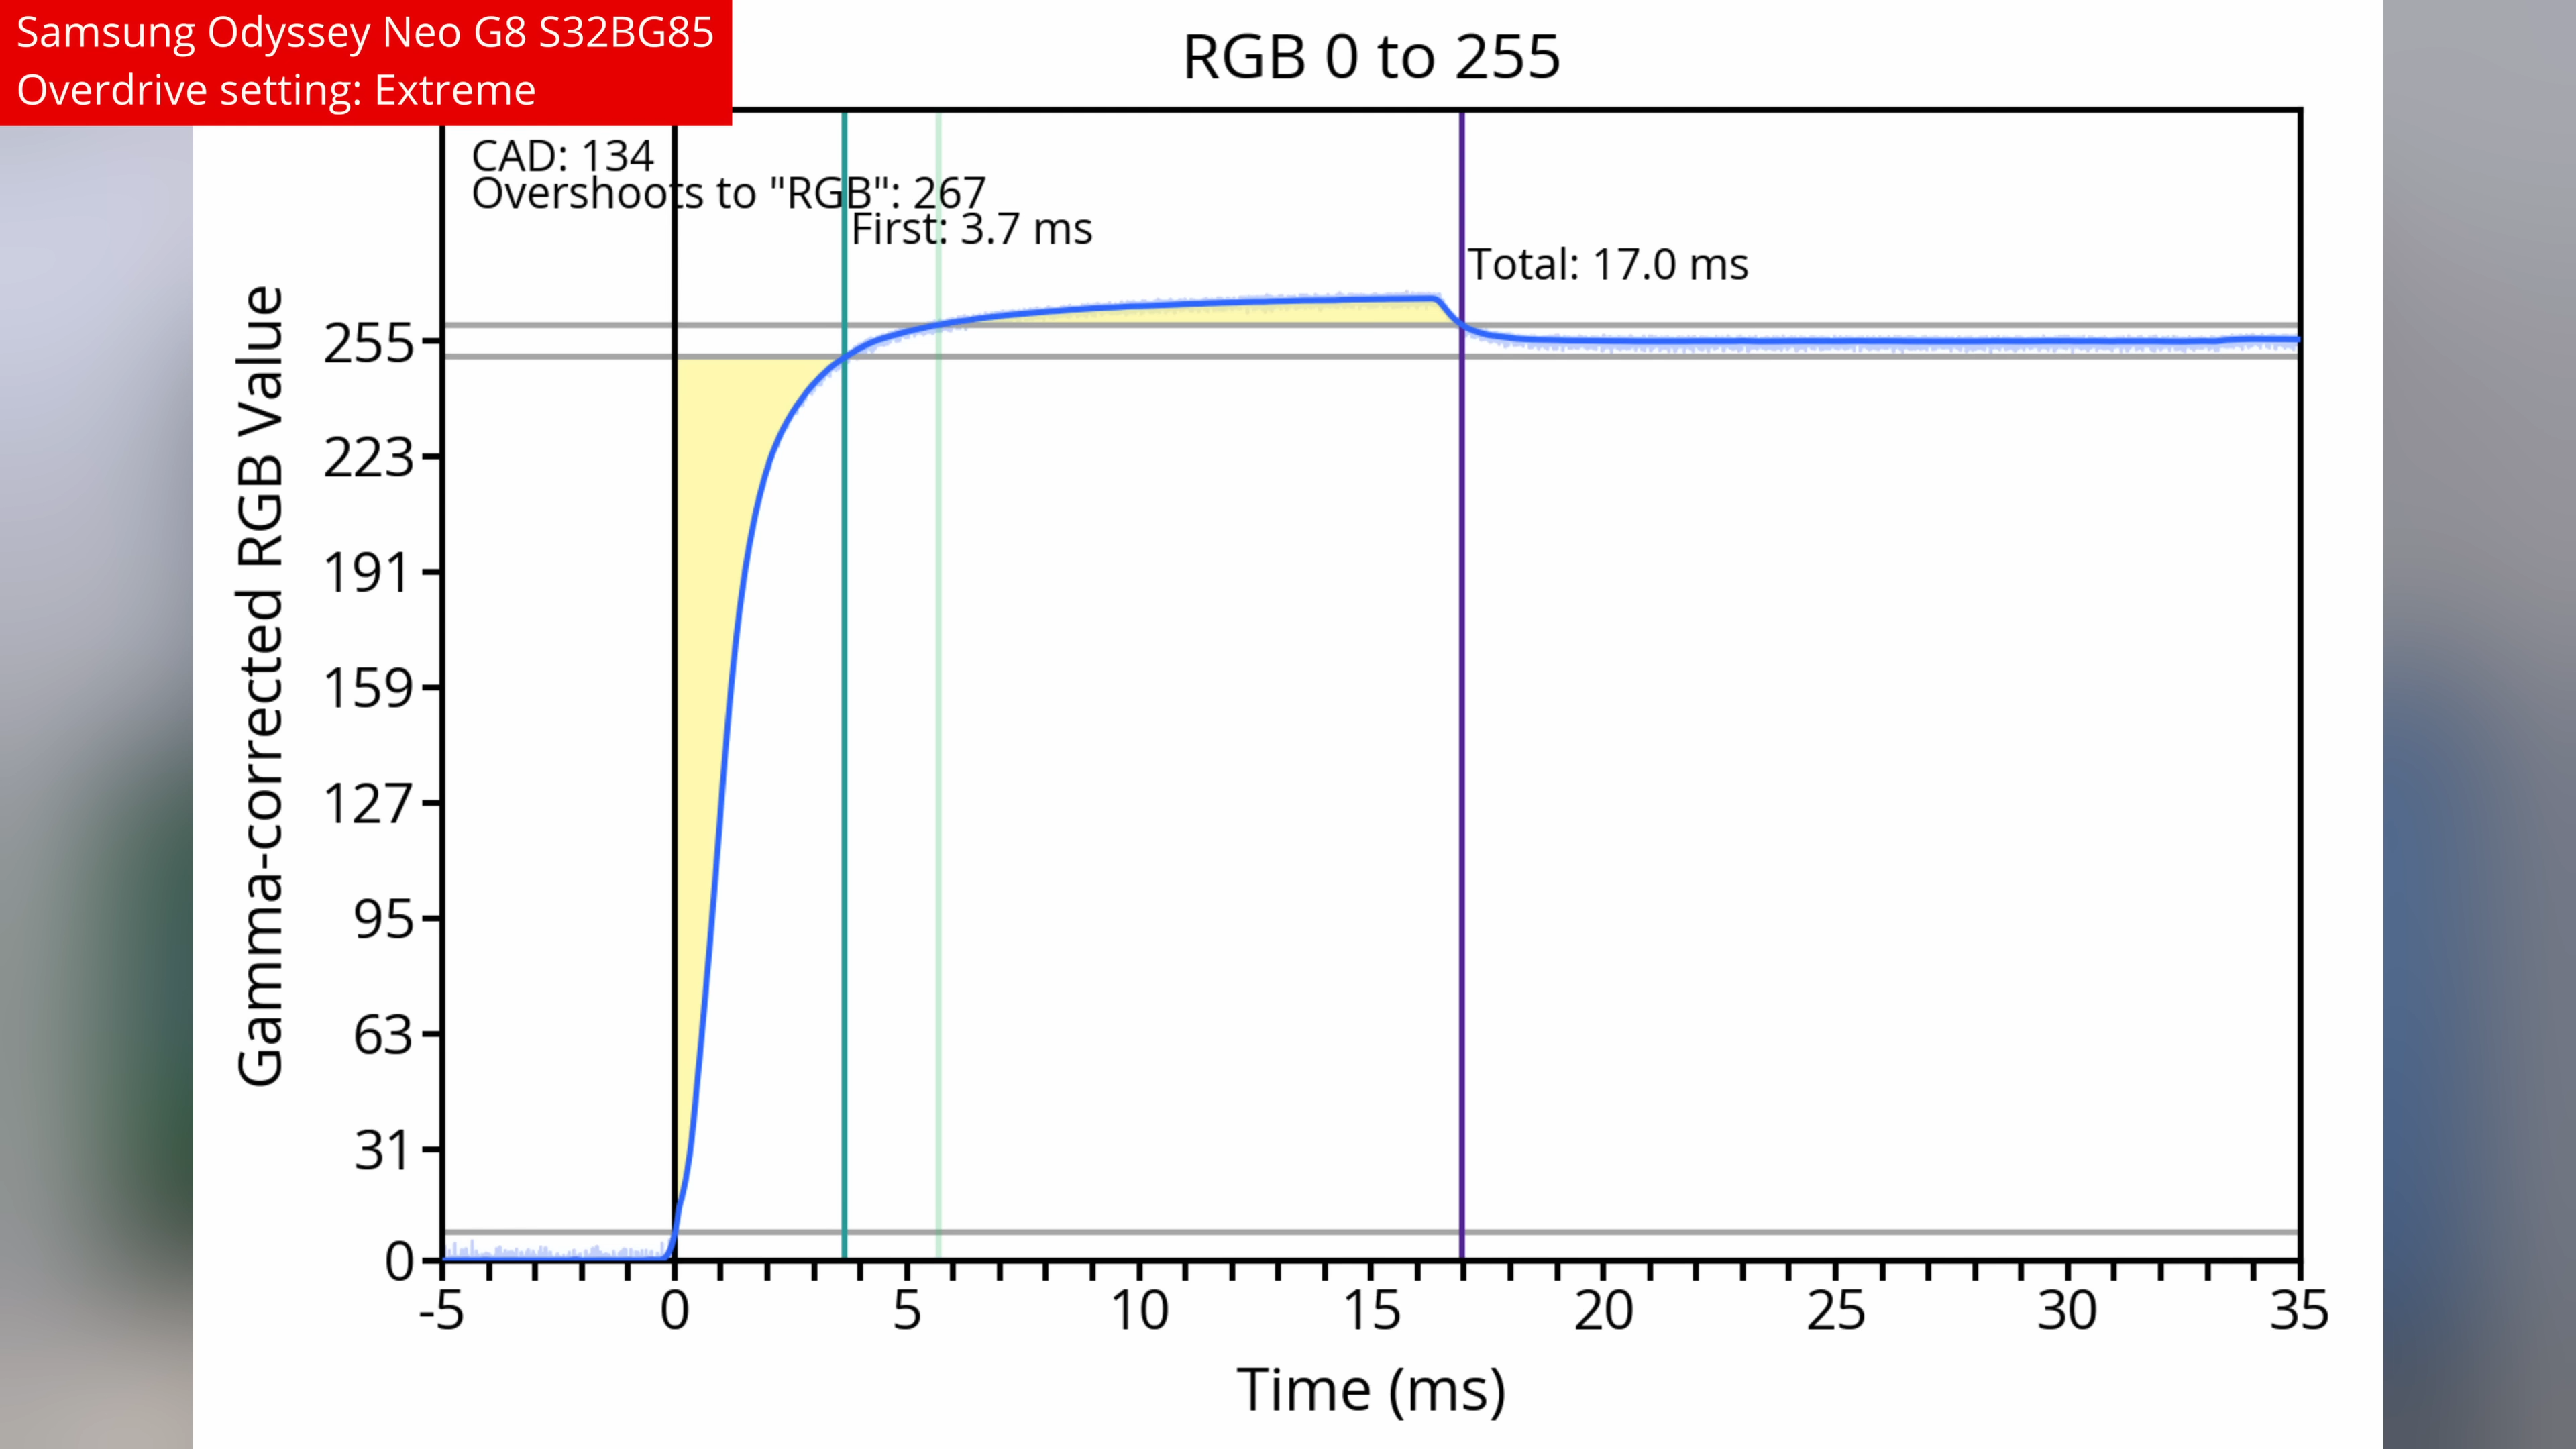 Samsung Odyssey Neo G8 S32BG85
Overdrive setting: Extreme
RGB 0 to 255
CAD: 134
Overshoots to "RGB": 267
First: 3.7 ms
Total: 17.0 ms
Gamma-corrected RGB Value
255
223
191
159
127
95
63
31
0
-5 0 5 10 15 20 25 30 35
Time (ms)